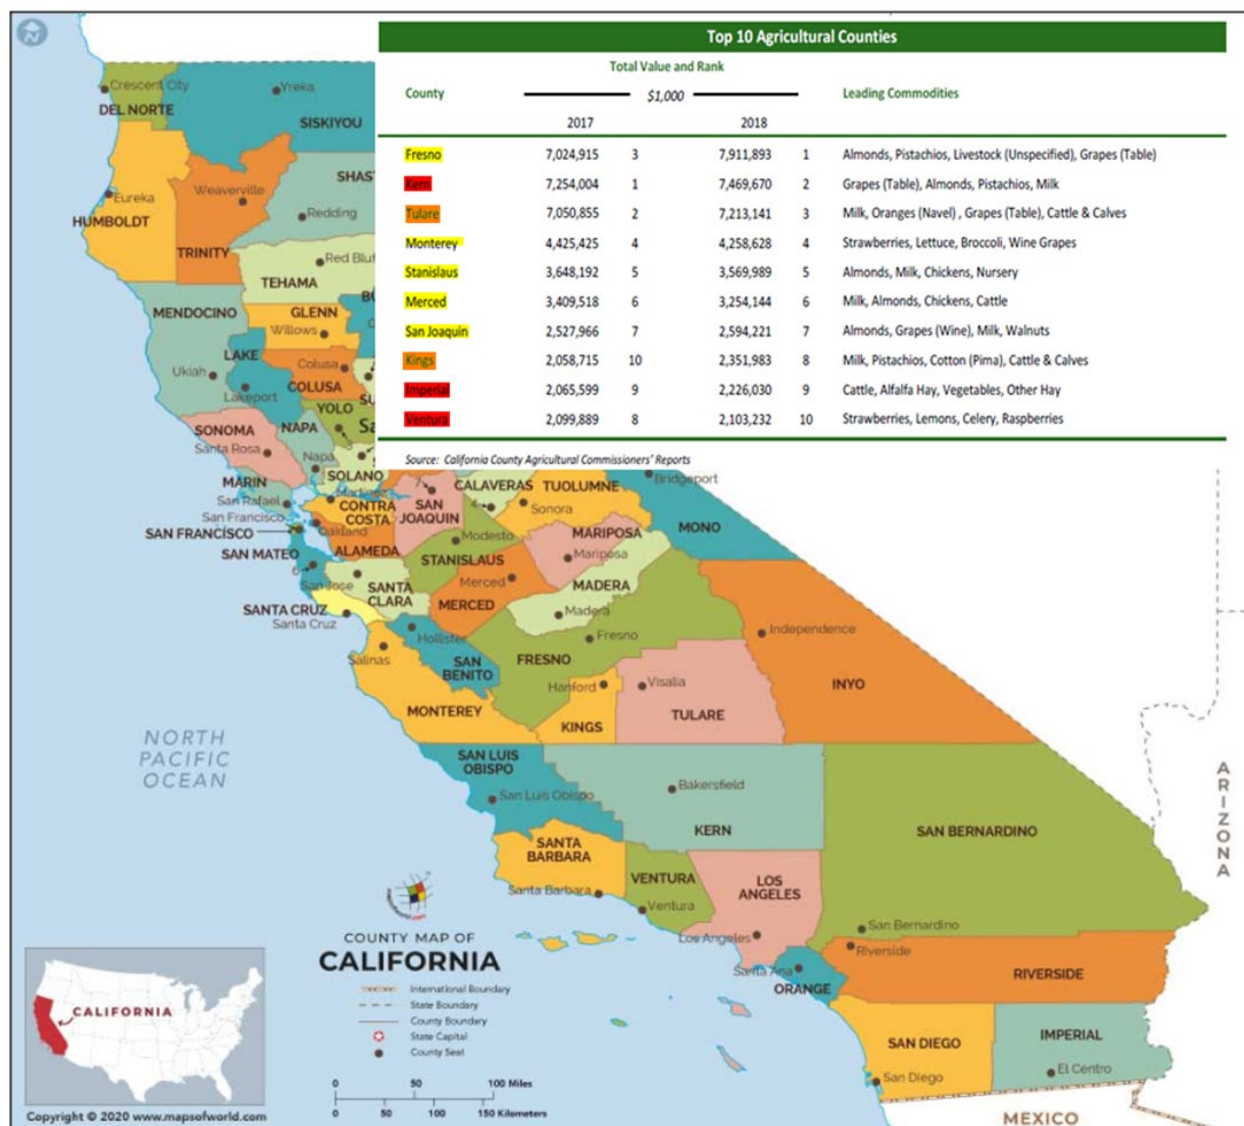 Top 10 Agricultural Counties
Total Value and Rank
County $1,000 Leading Commodities
2017 2018
Fresno 7,024,915 3 7,911,893 1 Almonds, Pistachios, Livestock (Unspecified), Grapes (Table)
Kern 7,254,004 1 7,469,670 2 Grapes (Table), Almonds, Pistachios, Milk
Tulare 7,050,855 2 7,213,141 3 Milk, Oranges (Navel) , Grapes (Table), Cattle & Calves
Monterey 4,425,425 4 4,258,628 4 Strawberries, Lettuce, Broccoli, Wine Grapes
Stanislaus 3,648,192 5 3,569,989 5 Almonds, Milk, Chickens, Nursery
Merced 3,409,518 6 3,254,144 6 Milk, Almonds, Chickens, Cattle
San Joaquin 2,527,966 7 2,594,221 7 Almonds, Grapes (Wine), Milk, Walnuts
Kings 2,058,715 10 2,351,983 8 Milk, Pistachios, Cotton (Pima), Cattle & Calves
Imperial 2,065,599 9 2,226,030 9 Cattle, Alfalfa Hay, Vegetables, Other Hay
Ventura 2,099,889 8 2,103,232 10 Strawberries, Lemons, Celery, Raspberries
Source: California County Agricultural Commissioners' Reports
N
Crescent City
DEL NORTE
Yreka
SISKIYOU
Eureka
HUMBOLDT
Weaverville
TRINITY
SHAS
Redding
Red Bluf
TEHAMA
MENDOCINO
GLENN
Willows
LAKE
Ukiah
Lakeport
Colusa
COLUSA
YOLO
SU
Sa
SONOMA
Santa Rosa
NAPA
Napa
SOLANO
MARIN
San Rafael
Martinez
CONTRA
COSTA
San Francisco
SAN FRANCISCO
Oakland
ALAMEDA
SAN MATEO
6
7
SAN
JOAQUIN
CALAVERAS
4
TUOLUMNE
Sonora
Bridgeport
MONO
Modesto
STANISLAUS
MARIPOSA
Mariposa
San Jose
SANTA
CLARA
Merced
MERCED
MADERA
Madera
SANTA CRUZ
Santa Cruz
Hollister
SAN
BENITO
Salinas
MONTEREY
Fresno
FRESNO
Independence
INYO
Hanford
KINGS
Visalia
TULARE
NORTH
PACIFIC
OCEAN
SAN LUIS
OBISPO
San Luis Obispo
Bakersfield
KERN
SAN BERNARDINO
San Bernardino
ARIZONA
SANTA
BARBARA
Santa Barbara
VENTURA
Ventura
LOS
ANGELES
Los Angeles
Santa Ana
ORANGE
Riverside
RIVERSIDE
SAN DIEGO
San Diego
IMPERIAL
El Centro
MEXICO
COUNTY MAP OF
CALIFORNIA
International Boundary
State Boundary
County Boundary
State Capital
County Seat
0 50 100 Miles
0 50 100 150 Kilometers
CALIFORNIA
Copyright © 2020 www.mapsofworld.com